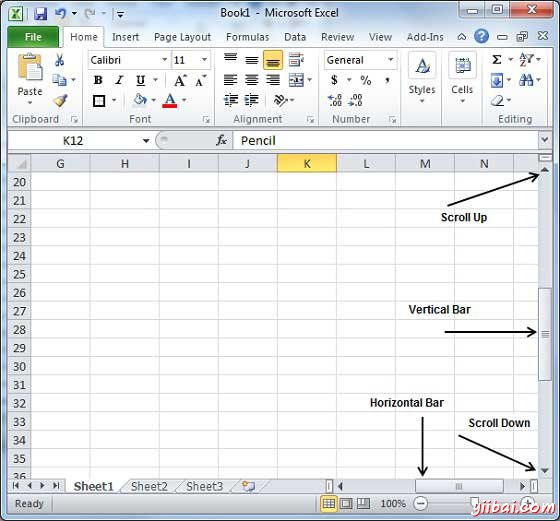 Book1 - Microsoft Excel
File Home Insert Page Layout Formulas Data Review View Add-Ins
Paste
Calibri 11
B I U
A A
General
$ % ,
Styles
Cells
Σ
Clipboard Font Alignment Number Editing
K12 fx Pencil
G H I J K L M N
20
21
22
Scroll Up
23
24
25
26
27
Vertical Bar
28
29
30
31
32
Horizontal Bar
33
Scroll Down
34
35
36
Sheet1 Sheet2 Sheet3
Ready 100%
yiibai.com